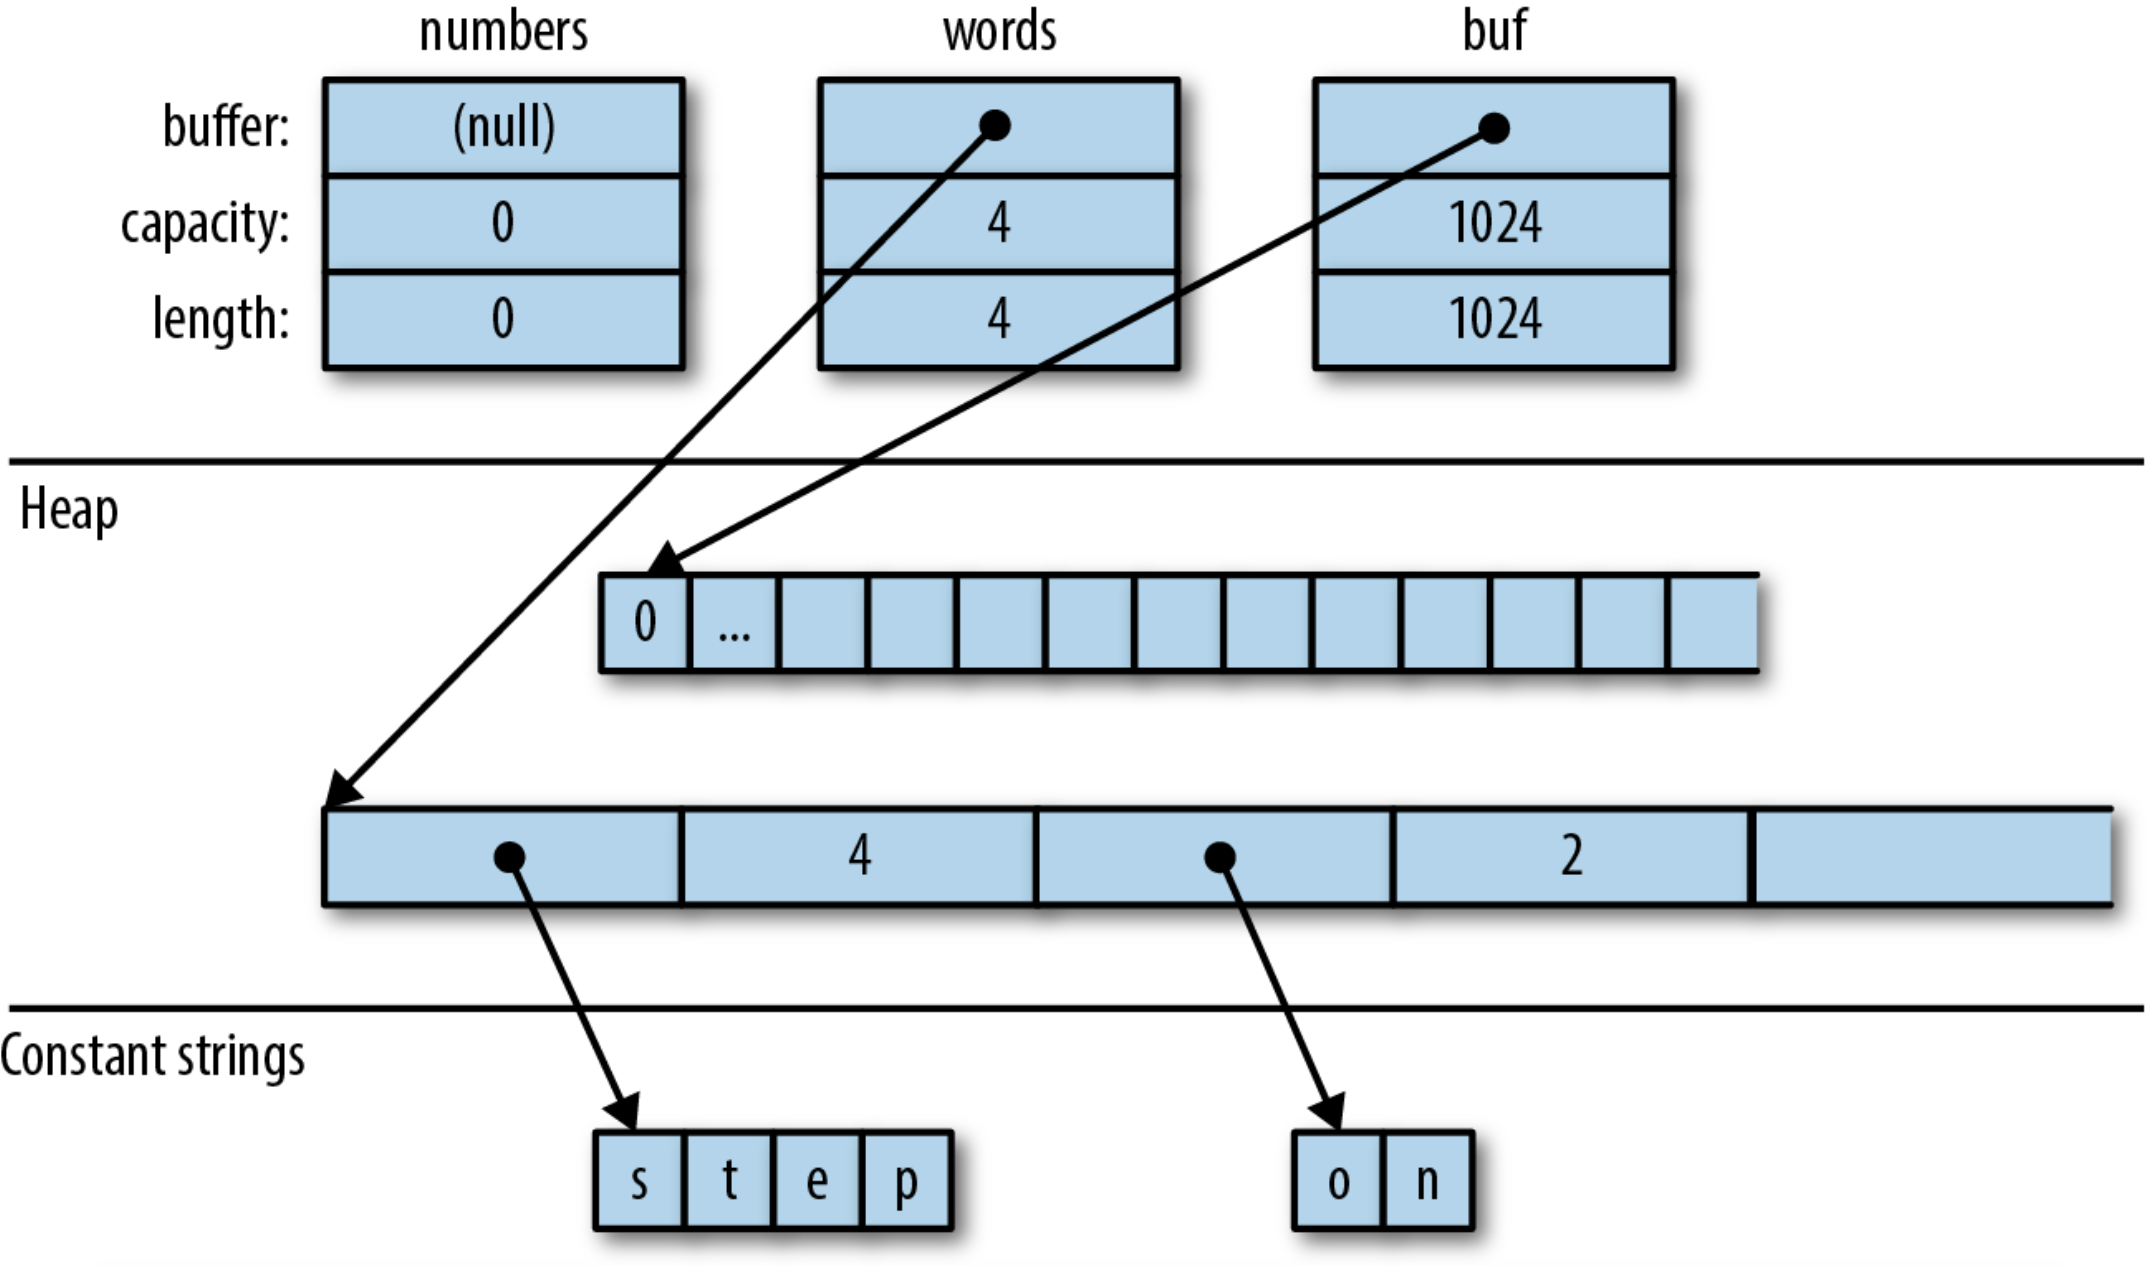 numbers words buf
buffer: (null)
capacity: 0 4 1024
length: 0 4 1024
Heap
0 ...
4 2
Constant strings
s t e p o n